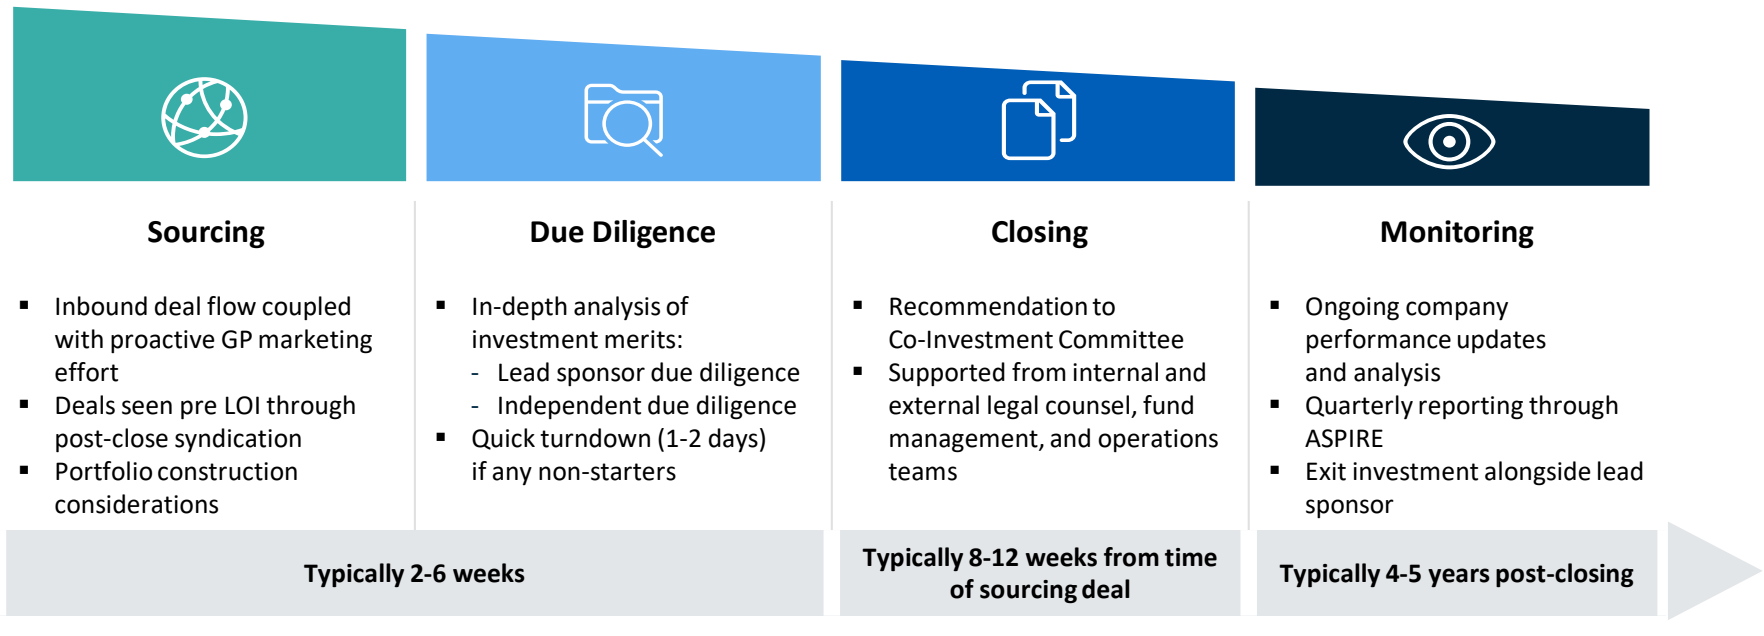 Sourcing
▪ Inbound deal flow coupled
with proactive GP marketing
effort
▪ Deals seen pre LOI through
post-close syndication
▪ Portfolio construction
considerations
Due Diligence
▪ In-depth analysis of
investment merits:
- Lead sponsor due diligence
- Independent due diligence
▪ Quick turndown (1-2 days)
if any non-starters
Typically 2-6 weeks
Closing
▪ Recommendation to
Co-Investment Committee
▪ Supported from internal and
external legal counsel, fund
management, and operations
teams
Typically 8-12 weeks from time
of sourcing deal
Monitoring
▪ Ongoing company
performance updates
and analysis
▪ Quarterly reporting through
ASPIRE
▪ Exit investment alongside lead
sponsor
Typically 4-5 years post-closing